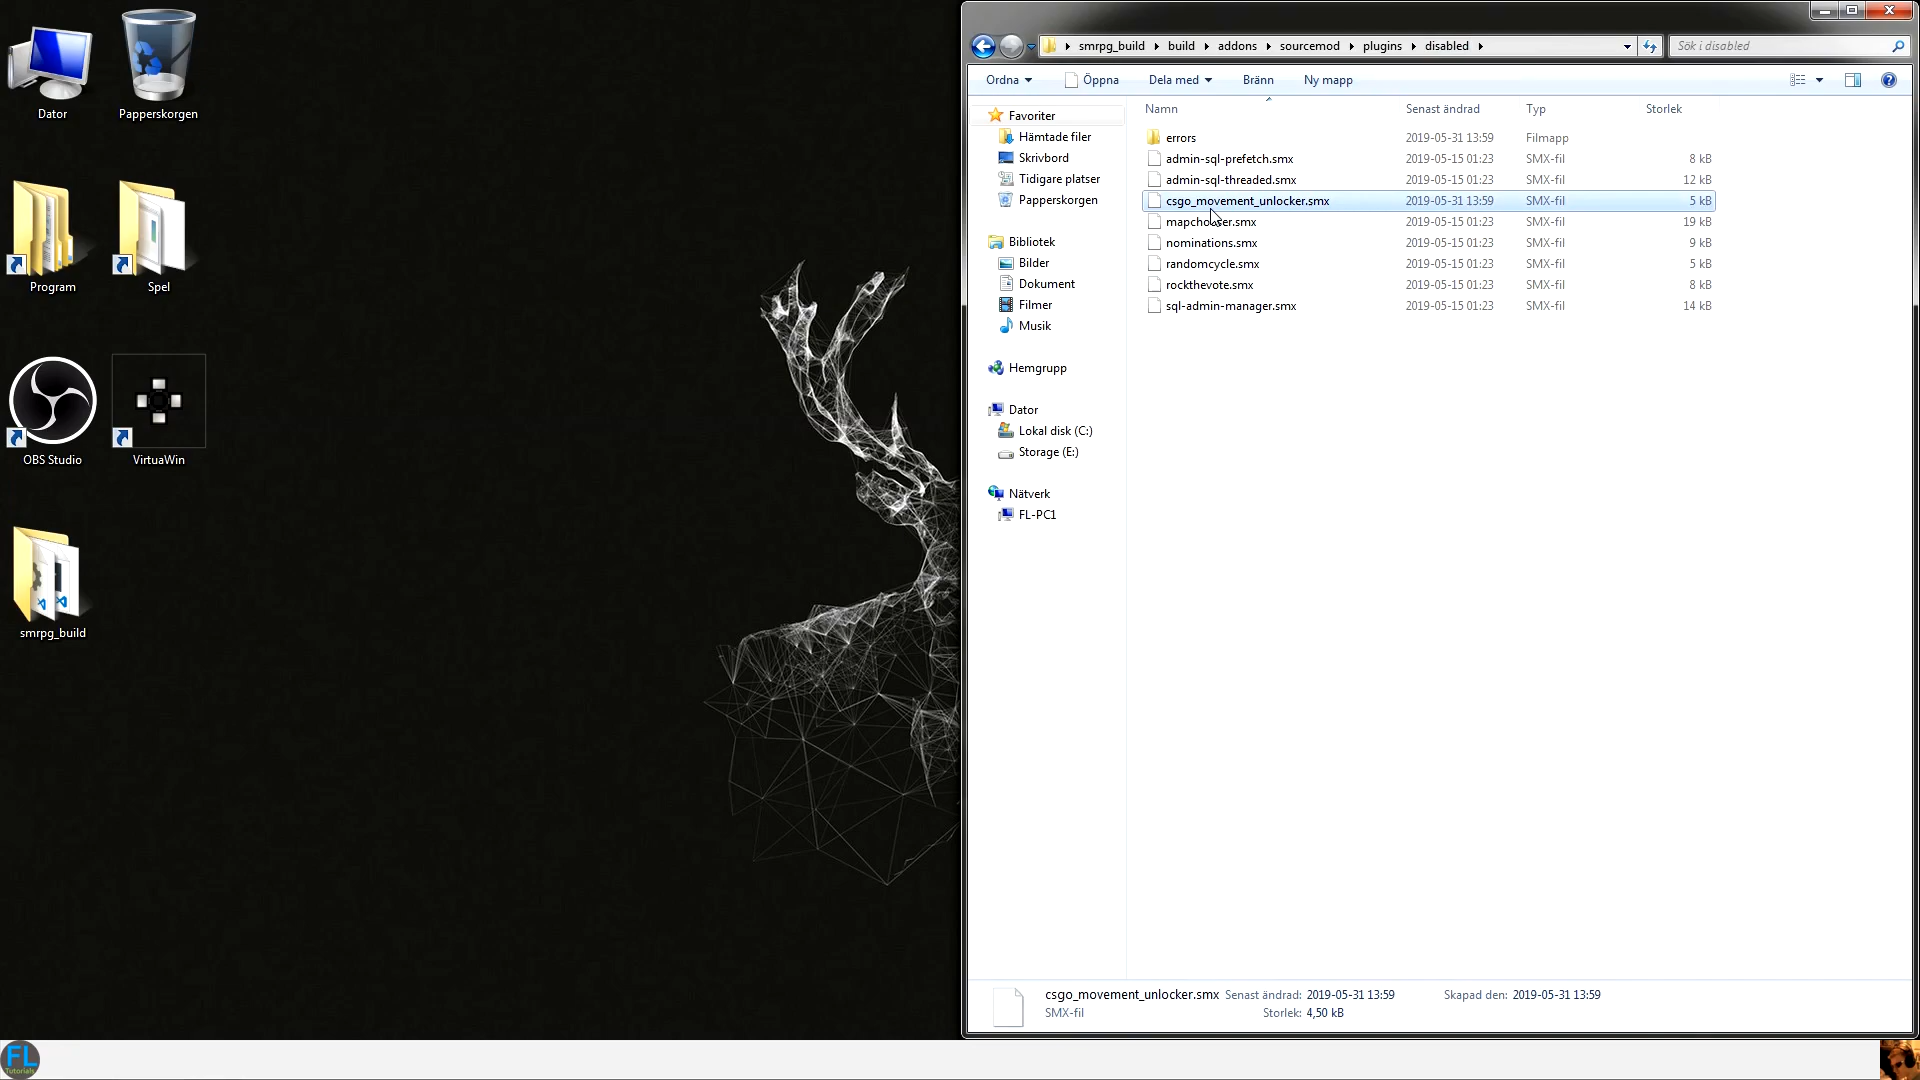 Dator
Papperskorgen
Program
Spel
OBS Studio
VirtuaWin
smrpg_build
FL
Tutorials
smrpg_build build addons sourcemod plugins disabled
Sök i disabled
Ordna Öppna Dela med Bränn Ny mapp
Favoriter
Hämtade filer
Skrivbord
Tidigare platser
Papperskorgen
Bibliotek
Bilder
Dokument
Filmer
Musik
Hemgrupp
Dator
Lokal disk (C:)
Storage (E:)
Nätverk
FL-PC1
Namn Senast ändrad Typ Storlek
errors 2019-05-31 13:59 Filmapp
admin-sql-prefetch.smx 2019-05-15 01:23 SMX-fil 8 kB
admin-sql-threaded.smx 2019-05-15 01:23 SMX-fil 12 kB
csgo_movement_unlocker.smx 2019-05-31 13:59 SMX-fil 5 kB
mapchooser.smx 2019-05-15 01:23 SMX-fil 19 kB
nominations.smx 2019-05-15 01:23 SMX-fil 9 kB
randomcycle.smx 2019-05-15 01:23 SMX-fil 5 kB
rockthevote.smx 2019-05-15 01:23 SMX-fil 8 kB
sql-admin-manager.smx 2019-05-15 01:23 SMX-fil 14 kB
csgo_movement_unlocker.smx Senast ändrad: 2019-05-31 13:59 Skapad den: 2019-05-31 13:59
SMX-fil Storlek: 4,50 kB